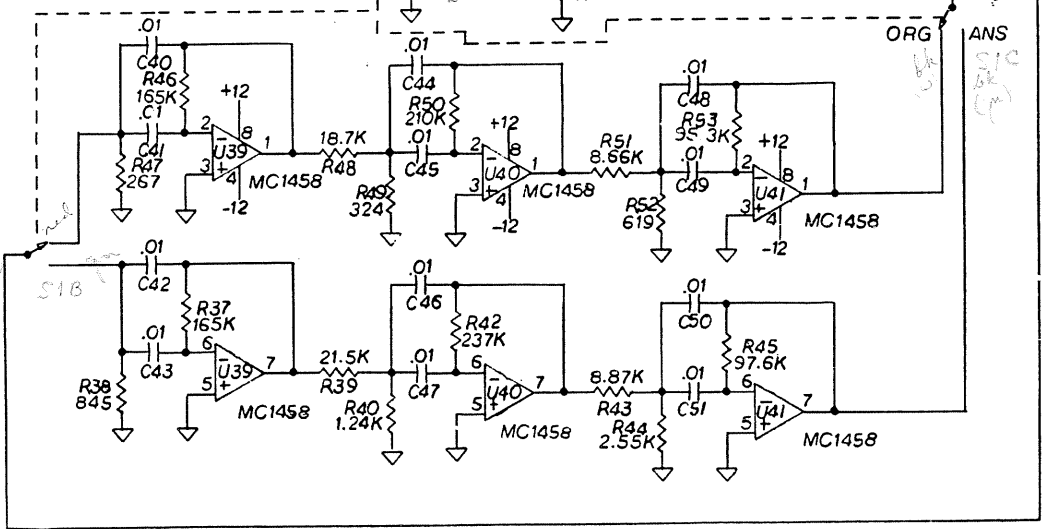 ORG
ANS
S1C
.01
C40
R46
165K
.C1
C41
R47
267
+12
2
8
U39
1
3
4
-12
MC1458
18.7K
R48
.01
C44
R50
210K
.01
C45
R49
324
+12
2
8
U40
1
3
4
-12
MC1458
R51
8.66K
.01
C48
R53
95.3K
.01
C49
R52
619
+12
2
8
U41
1
3
4
-12
MC1458
red
S1B
.01
C42
R37
165K
.01
C43
R38
845
6
U39
7
5
MC1458
21.5K
R39
.01
C46
R42
237K
.01
C47
R40
1.24K
6
U40
7
5
MC1458
8.87K
R43
.01
C50
R45
97.6K
.01
C51
R44
2.55K
6
U41
7
5
MC1458